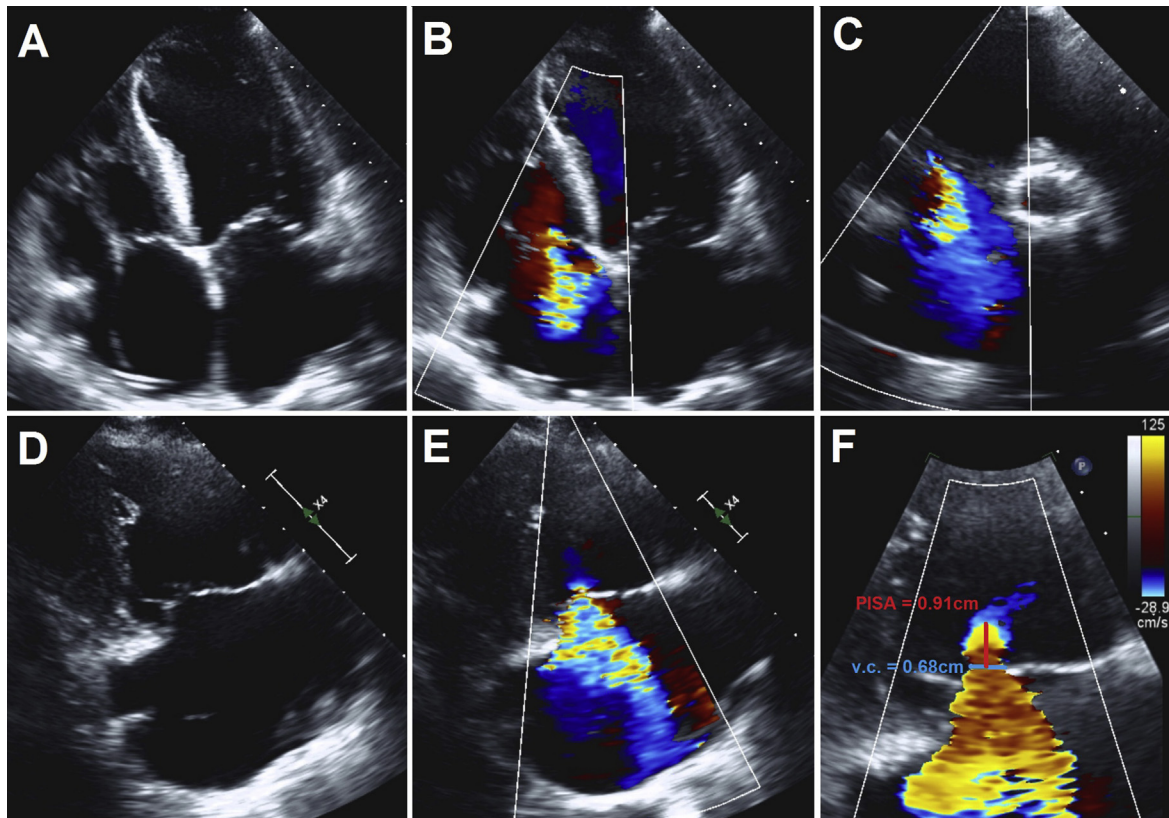 A
B
C
D
X4
E
X4
F
P
125
-28.9
cm/s
PISA = 0.91cm
v.c. = 0.68cm